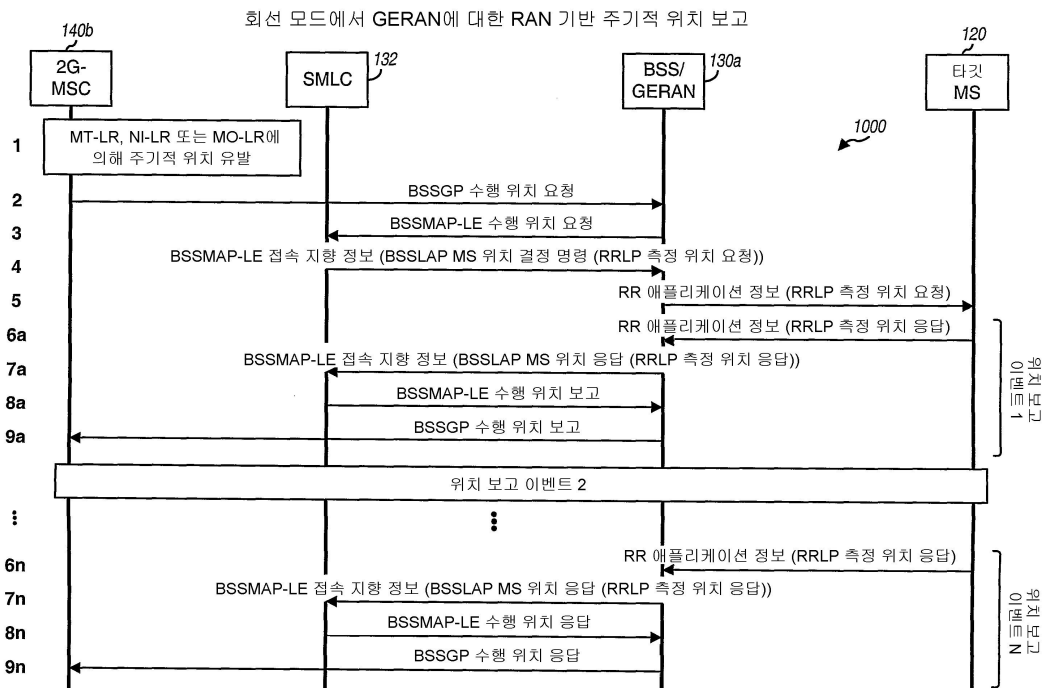 회선 모드에서 GERAN에 대한 RAN 기반 주기적 위치 보고
140b
2G-
MSC
132
SMLC
130a
BSS/
GERAN
120
타깃
MS
1000
1
MT-LR, NI-LR 또는 MO-LR에
의해 주기적 위치 유발
2
BSSGP 수행 위치 요청
3
BSSMAP-LE 수행 위치 요청
4
BSSMAP-LE 접속 지향 정보 (BSSLAP MS 위치 결정 명령 (RRLP 측정 위치 요청))
5
RR 애플리케이션 정보 (RRLP 측정 위치 요청)
6a
RR 애플리케이션 정보 (RRLP 측정 위치 응답)
7a
BSSMAP-LE 접속 지향 정보 (BSSLAP MS 위치 응답 (RRLP 측정 위치 응답))
8a
BSSMAP-LE 수행 위치 보고
9a
BSSGP 수행 위치 보고
위치 보고
이벤트 1
위치 보고 이벤트 2
6n
RR 애플리케이션 정보 (RRLP 측정 위치 응답)
7n
BSSMAP-LE 접속 지향 정보 (BSSLAP MS 위치 응답 (RRLP 측정 위치 응답))
8n
BSSMAP-LE 수행 위치 응답
9n
BSSGP 수행 위치 응답
위치 보고
이벤트 N